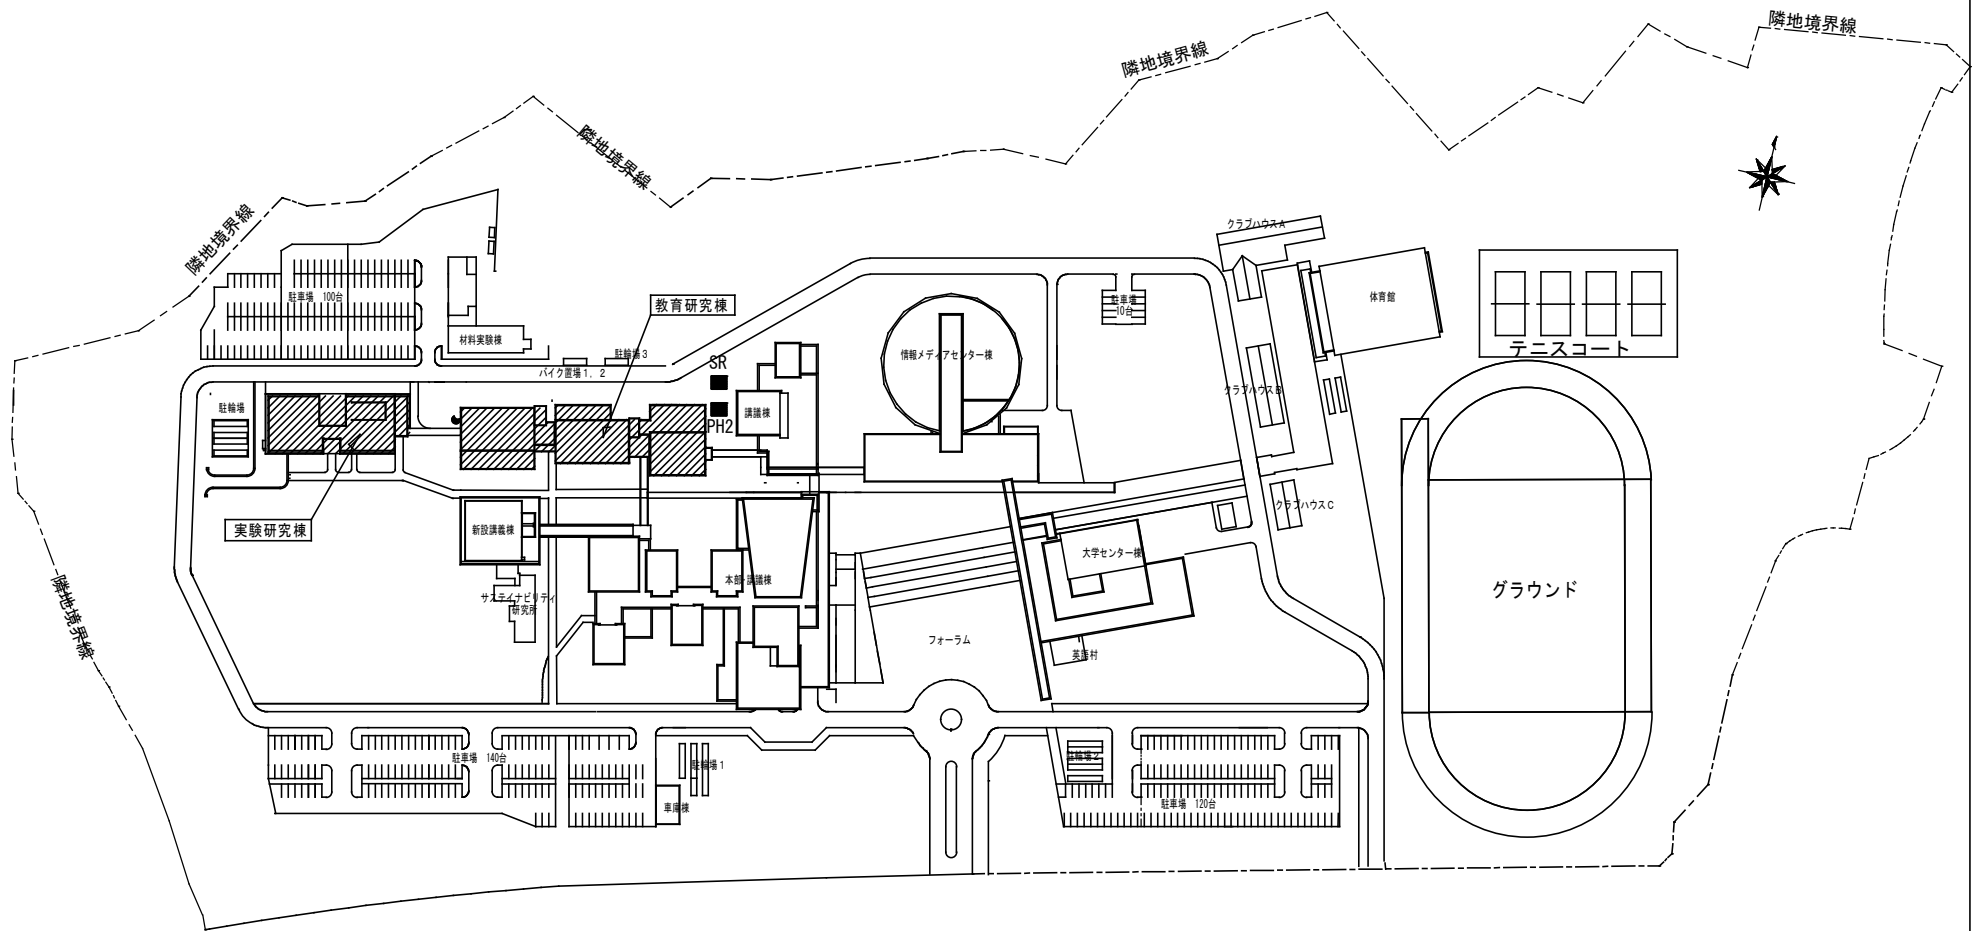 隣地境界線
隣地境界線
隣地境界線
隣地境界線
クラブハウスA
駐車場　100台
教育研究棟
駐車場
10台
体育館
材料実験棟
駐輪場3
情報メディアセンター棟
テニスコート
SR
バイク置場1．2
クラブハウスB
駐輪場
講議棟
PH2
実験研究棟
新設講義棟
クラブハウスC
大学センター棟
本部・講議棟
グラウンド
サステイナビリティ
研究所
隣地境界線
フォーラム
英語村
駐車場　140台
駐輪場1
駐輪場2
車庫棟
駐車場　120台